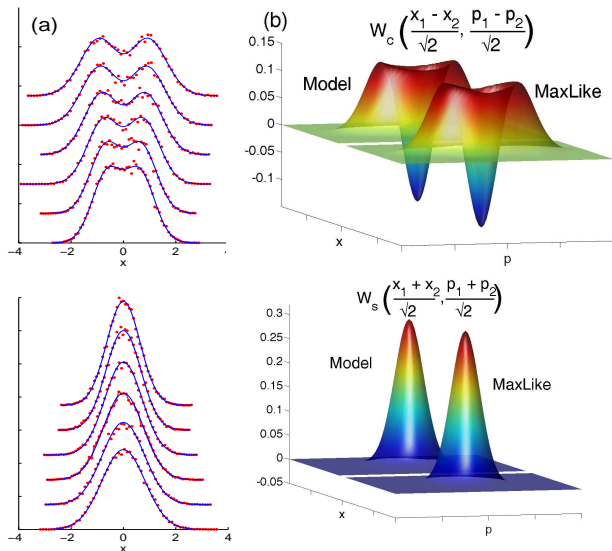 (a)
−4 −2 0 2 4
x
−4 −2 0 2 4
x
(b)
W_c ( (x_1 - x_2)/√2 , (p_1 - p_2)/√2 )
Model
MaxLike
0.15
0.1
0.05
0
-0.05
-0.1
x
p
W_s ( (x_1 + x_2)/√2 , (p_1 + p_2)/√2 )
Model
MaxLike
0.3
0.25
0.2
0.15
0.1
0.05
0
-0.05
x
p